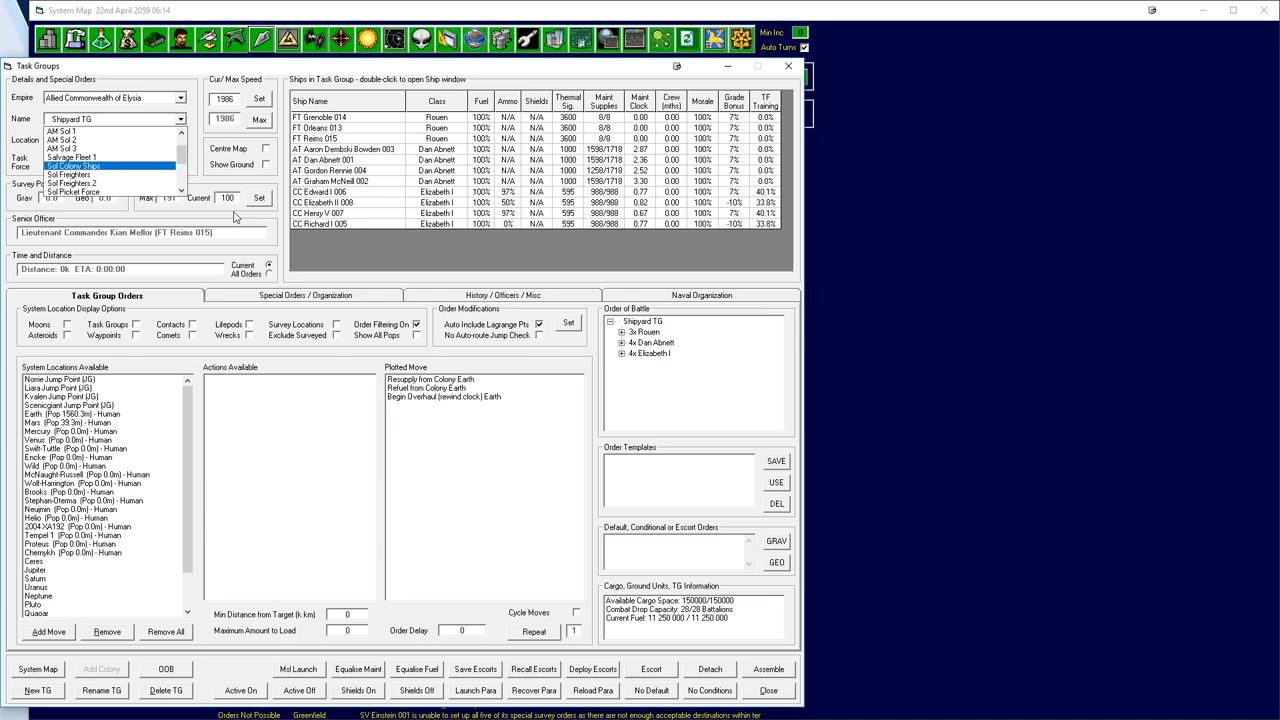 System Map 22nd April 2059 06:14
Min Inc 0
Auto Turns
Task Groups
Details and Special Orders
Empire Allied Commonwealth of Elysia
Name Shipyard TG
Location
Task Force
AM Sol 1
AM Sol 2
AM Sol 3
Salvage Fleet 1
Sol Colony Ships
Sol Freighters
Sol Freighters 2
Sol Picket Force
Cur/ Max Speed
1986 Set
1986 Max
Centre Map
Show Ground
Grav 0.0 Geo 0.0 Max 191 Current 100 Set
Senior Officer
Lieutenant Commander Kian Mellor (FT Reims 015)
Time and Distance
Distance: 0k ETA: 0:00:00
Current
All Orders
Ships in Task Group - double-click to open Ship window
Ship Name Class Fuel Ammo Shields Thermal Sig. Maint Supplies Maint Clock Crew (mths) Morale Grade Bonus TF Training
FT Grenoble 014 Rouen 100% N/A N/A 3600 8/8 0.00 0.00 100% 7% 0.0%
FT Orleans 013 Rouen 100% N/A N/A 3600 8/8 0.00 0.00 100% 7% 0.0%
FT Reims 015 Rouen 100% N/A N/A 3600 8/8 0.00 0.00 100% 7% 0.0%
AT Aaron Dembski Bowden 003 Dan Abnett 100% N/A N/A 1000 1598/1718 2.87 0.00 100% 7% 0.0%
AT Dan Abnett 001 Dan Abnett 100% N/A N/A 1000 1598/1718 2.36 0.00 100% 7% 0.0%
AT Gordon Rennie 004 Dan Abnett 100% N/A N/A 1000 1258/1718 2.52 0.00 100% 7% 0.0%
AT Graham McNeill 002 Dan Abnett 100% N/A N/A 1000 1598/1718 3.30 0.00 100% 7% 0.0%
CC Edward I 006 Elizabeth I 100% 97% N/A 595 988/988 0.77 0.00 100% 7% 40.1%
CC Elizabeth II 008 Elizabeth I 100% 50% N/A 595 988/988 0.82 0.00 100% -10% 33.8%
CC Henry V 007 Elizabeth I 100% 97% N/A 595 988/988 0.67 0.00 100% 7% 40.1%
CC Richard I 005 Elizabeth I 100% 0% N/A 595 988/988 0.77 0.00 100% -10% 33.8%
Task Group Orders Special Orders / Organization History / Officers / Misc Naval Organization
System Location Display Options
Moons Task Groups Contacts Lifepods Survey Locations Order Filtering On
Asteroids Waypoints Comets Wrecks Exclude Surveyed Show All Pops
Order Modifications
Auto Include Lagrange Pts Set
No Auto-route Jump Check
Order of Battle
Shipyard TG
3x Rouen
4x Dan Abnett
4x Elizabeth I
System Locations Available
Norrie Jump Point (JG)
Liara Jump Point (JG)
Kvalen Jump Point (JG)
Scenicgiant Jump Point (JG)
Earth (Pop 1560.3m) - Human
Mars (Pop 39.3m) - Human
Mercury (Pop 0.0m) - Human
Venus (Pop 0.0m) - Human
Swift-Tuttle (Pop 0.0m) - Human
Encke (Pop 0.0m) - Human
Wild (Pop 0.0m) - Human
McNaught-Russell (Pop 0.0m) - Human
Wolf-Harrington (Pop 0.0m) - Human
Brooks (Pop 0.0m) - Human
Stephan-Oterma (Pop 0.0m) - Human
Neujmin (Pop 0.0m) - Human
Helio (Pop 0.0m) - Human
2004 XA192 (Pop 0.0m) - Human
Tempel 1 (Pop 0.0m) - Human
Proteus (Pop 0.0m) - Human
Chernykh (Pop 0.0m) - Human
Ceres
Jupiter
Saturn
Uranus
Neptune
Pluto
Quaoar
Actions Available
Plotted Move
Resupply from Colony Earth
Refuel from Colony Earth
Begin Overhaul (rewind clock) Earth
Order Templates
SAVE
USE
DEL
Default, Conditional or Escort Orders
GRAV
GEO
Cargo, Ground Units, TG Information
Available Cargo Space: 150000/150000
Combat Drop Capacity: 28/28 Battalions
Current Fuel: 11 250 000 / 11 250 000
Min Distance from Target (k km) 0
Cycle Moves
Add Move Remove Remove All Maximum Amount to Load 0 Order Delay 0 Repeat 1
System Map Add Colony OOB Msl Launch Equalise Maint Equalise Fuel Save Escorts Recall Escorts Deploy Escorts Escort Detach Assemble
New TG Rename TG Delete TG Active On Active Off Shields On Shields Off Launch Para Recover Para Reload Para No Default No Conditions Close
Orders Not Possible Greenfield SV Einstein 001 is unable to set up all five of its special survey orders as there are not enough acceptable destinations within ter